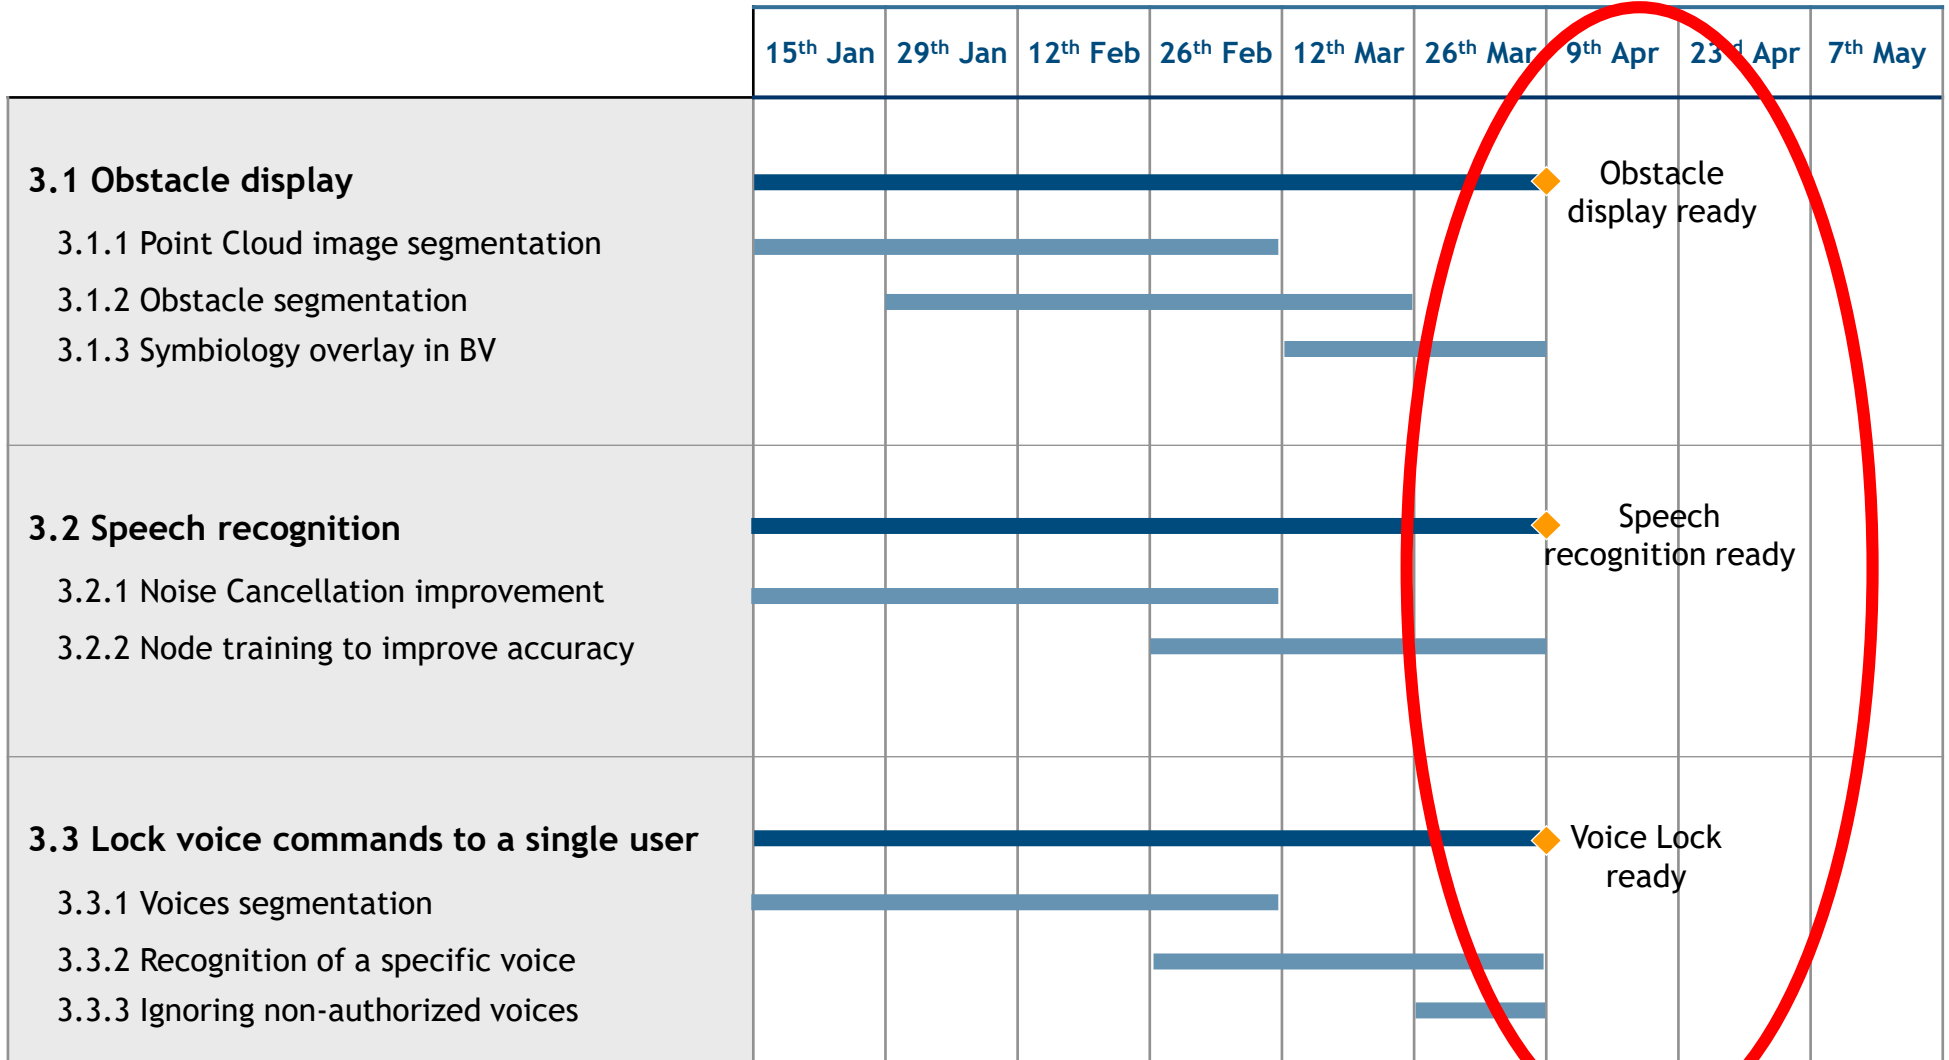 15th Jan 29th Jan 12th Feb 26th Feb 12th Mar 26th Mar 9th Apr 23rd Apr 7th May
3.1 Obstacle display
Obstacle
display ready
3.1.1 Point Cloud image segmentation
3.1.2 Obstacle segmentation
3.1.3 Symbiology overlay in BV
3.2 Speech recognition
Speech
recognition ready
3.2.1 Noise Cancellation improvement
3.2.2 Node training to improve accuracy
3.3 Lock voice commands to a single user
Voice Lock
ready
3.3.1 Voices segmentation
3.3.2 Recognition of a specific voice
3.3.3 Ignoring non-authorized voices